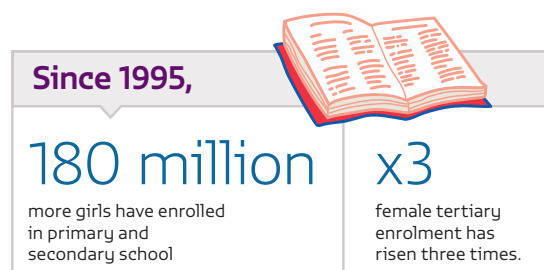 Since 1995,
180 million
more girls have enrolled
in primary and
secondary school
x3
female tertiary
enrolment has
risen three times.